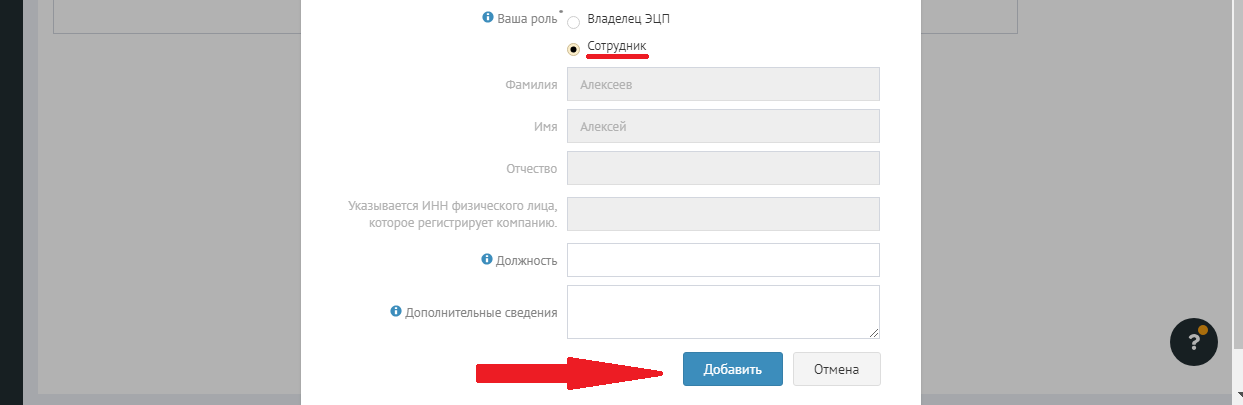 Ваша роль *
Владелец ЭЦП
Сотрудник
Фамилия
Алексеев
Имя
Алексей
Отчество
Указывается ИНН физического лица,
которое регистрирует компанию.
Должность
Дополнительные сведения
Добавить
Отмена
?